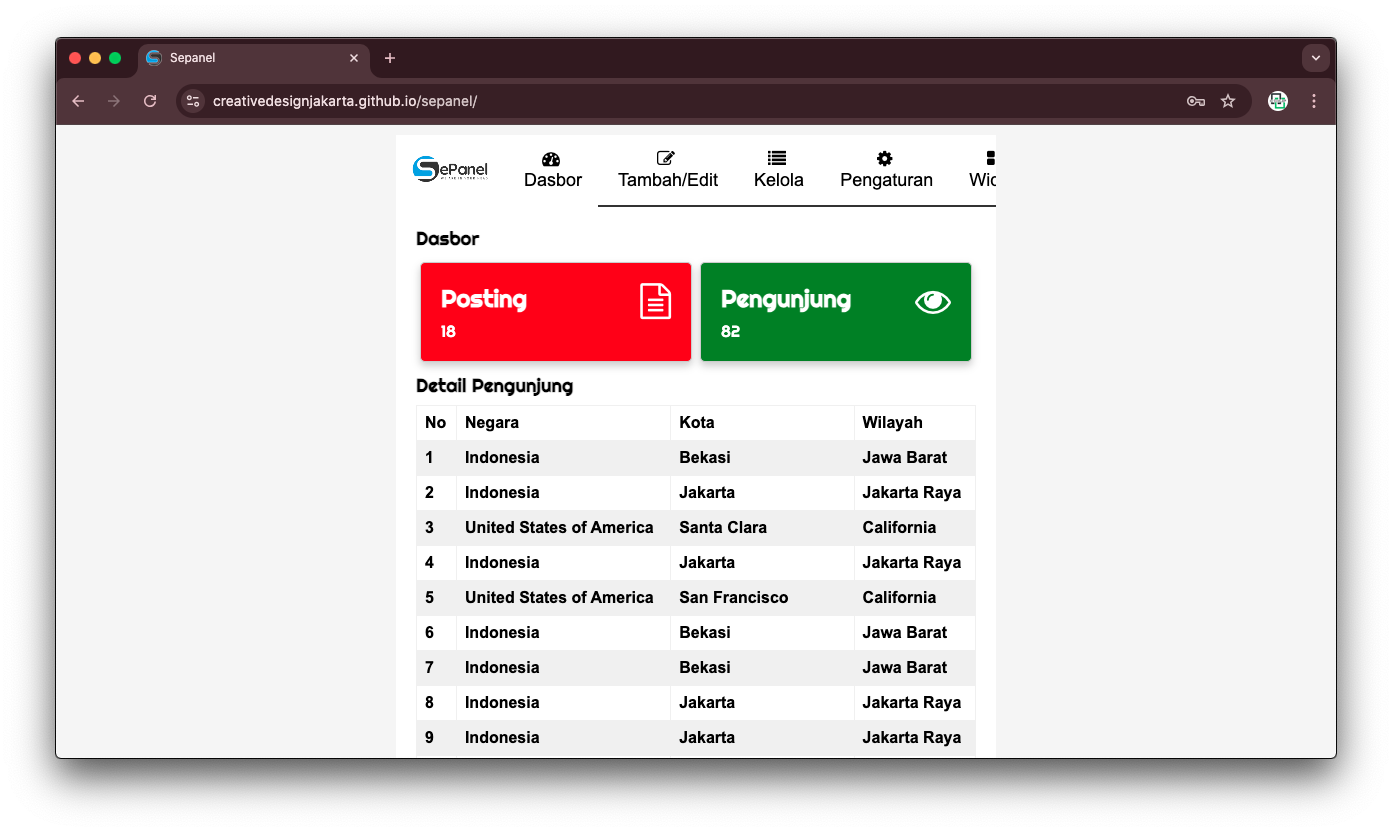 Sepanel
creativedesignjakarta.github.io/sepanel/
SePanel
Dasbor Tambah/Edit Kelola Pengaturan
Dasbor
Posting
18
Pengunjung
82
Detail Pengunjung
No Negara Kota Wilayah
1 Indonesia Bekasi Jawa Barat
2 Indonesia Jakarta Jakarta Raya
3 United States of America Santa Clara California
4 Indonesia Jakarta Jakarta Raya
5 United States of America San Francisco California
6 Indonesia Bekasi Jawa Barat
7 Indonesia Bekasi Jawa Barat
8 Indonesia Jakarta Jakarta Raya
9 Indonesia Jakarta Jakarta Raya